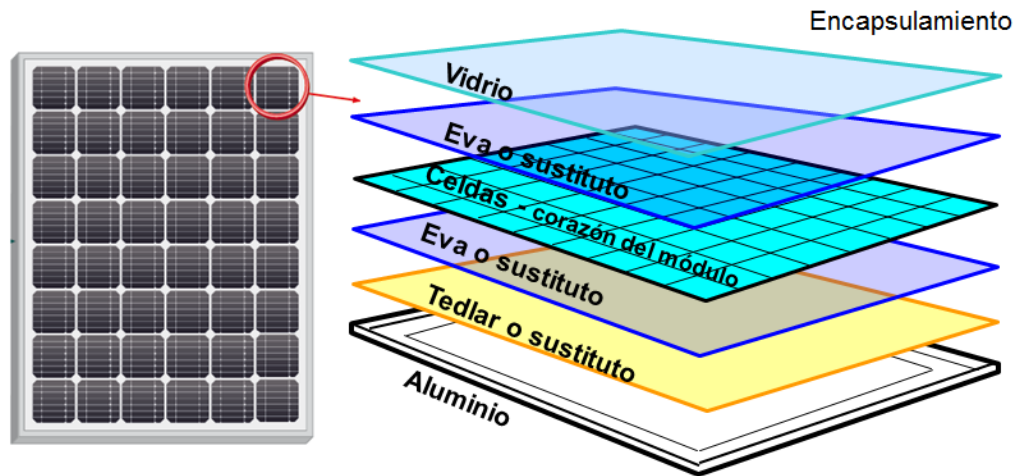 Encapsulamiento
Vidrio
Eva o sustituto
Celdas - corazón del módulo
Eva o sustituto
Tedlar o sustituto
Aluminio